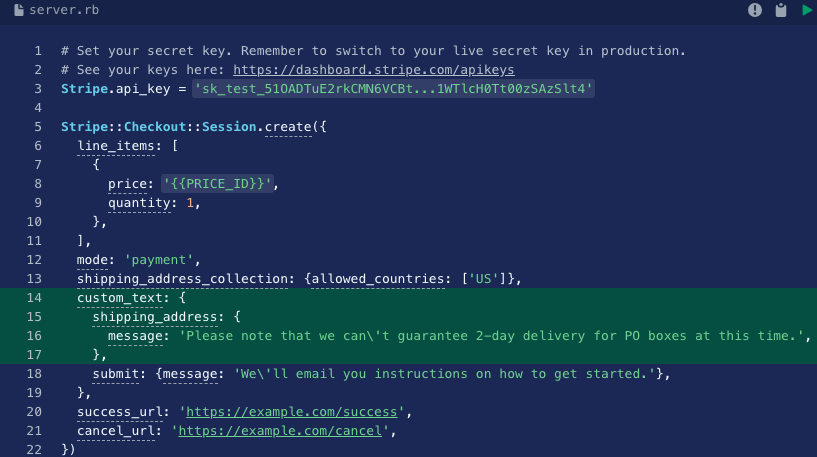 server.rb
1 # Set your secret key. Remember to switch to your live secret key in production.
2 # See your keys here: https://dashboard.stripe.com/apikeys
3 Stripe.api_key = 'sk_test_51OADTuE2rkCMN6VCBt...1WTlcH0Tt00zSAzSlt4'
4
5 Stripe::Checkout::Session.create({
6   line_items: [
7     {
8       price: '{{PRICE_ID}}',
9       quantity: 1,
10     },
11   ],
12   mode: 'payment',
13   shipping_address_collection: {allowed_countries: ['US']},
14   custom_text: {
15     shipping_address: {
16       message: 'Please note that we can\'t guarantee 2-day delivery for PO boxes at this time.',
17     },
18     submit: {message: 'We\'ll email you instructions on how to get started.'},
19   },
20   success_url: 'https://example.com/success',
21   cancel_url: 'https://example.com/cancel',
22 })